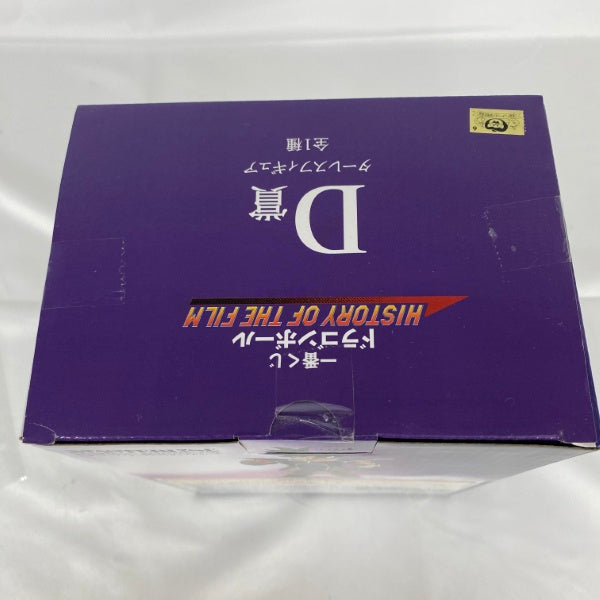 一番くじ
ドラゴンボール
HISTORY OF THE FILM
D賞
ターレスフィギュア
全1種